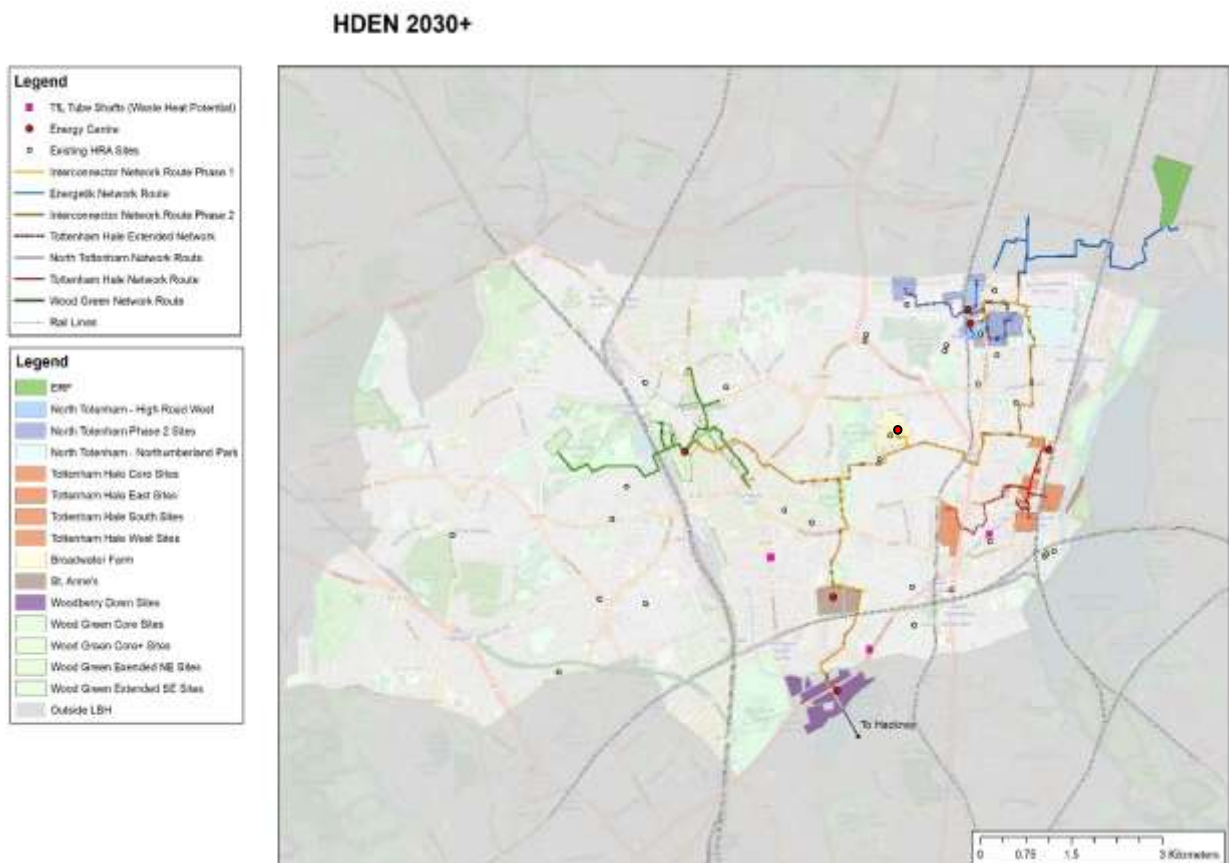 HDEN 2030+
Legend
TfL Tube Shafts (Waste Heat Potential)
Energy Centre
Existing HRA Sites
Interconnector Network Route Phase 1
Energetik Network Route
Interconnector Network Route Phase 2
Tottenham Hale Extended Network
North Tottenham Network Route
Tottenham Hale Network Route
Wood Green Network Route
Rail Lines
Legend
ERF
North Tottenham - High Road West
North Tottenham Phase 2 Sites
North Tottenham - Northumberland Park
Tottenham Hale Core Sites
Tottenham Hale East Sites
Tottenham Hale South Sites
Tottenham Hale West Sites
Broadwater Farm
St. Anne's
Woodberry Down Sites
Wood Green Core Sites
Wood Green Core+ Sites
Wood Green Extended NE Sites
Wood Green Extended SE Sites
Outside LBH
To Hackney
0 0.75 1.5 3 Kilometers